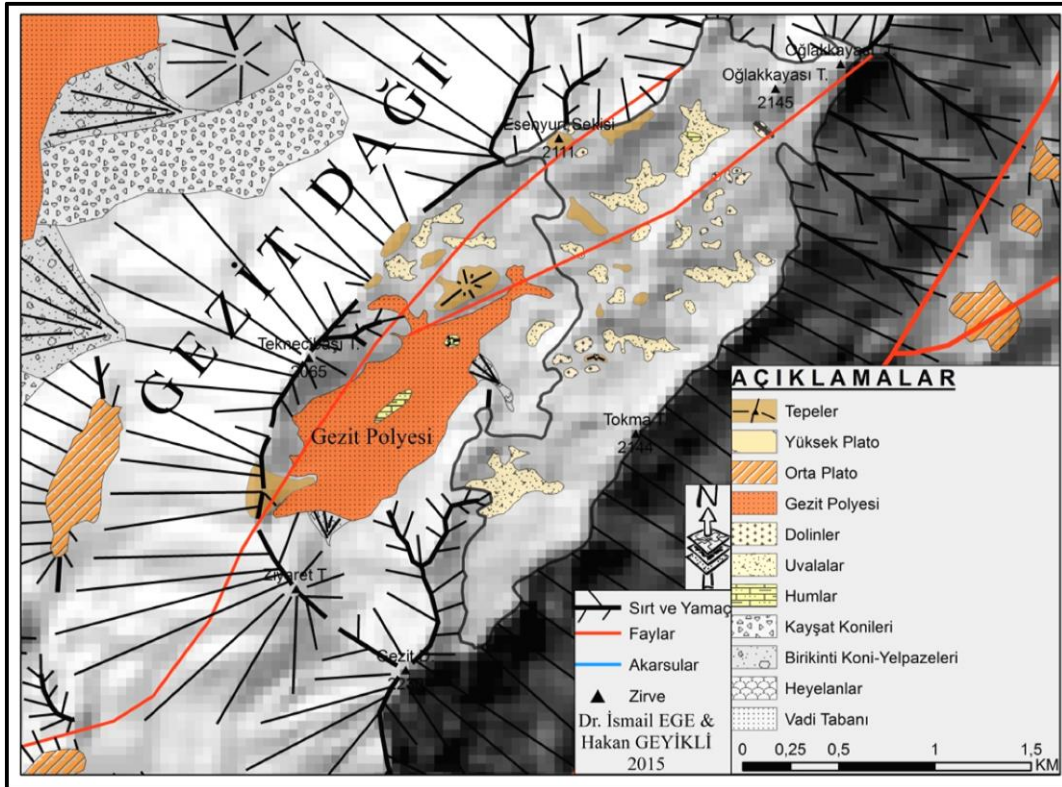 Oğlakkayası T.
Oğlakkayası T.
2145
Esenyurt Sekisi
2111
GEZİT DAĞI
Teknecibaşı T.
2065
Gezit Polyesi
Tokma T.
2144
Ziyaret T.
Gezit D.
AÇIKLAMALAR
Tepeler
Yüksek Plato
Orta Plato
Gezit Polyesi
Dolinler
Uvalalar
Humlar
Kayşat Konileri
Birikinti Koni-Yelpazeleri
Heyelanlar
Vadi Tabanı
N
Sırt ve Yamaç
Faylar
Akarsular
Zirve
Dr. İsmail EGE &
Hakan GEYİKLİ
2015
0 0,25 0,5 1 1,5
KM